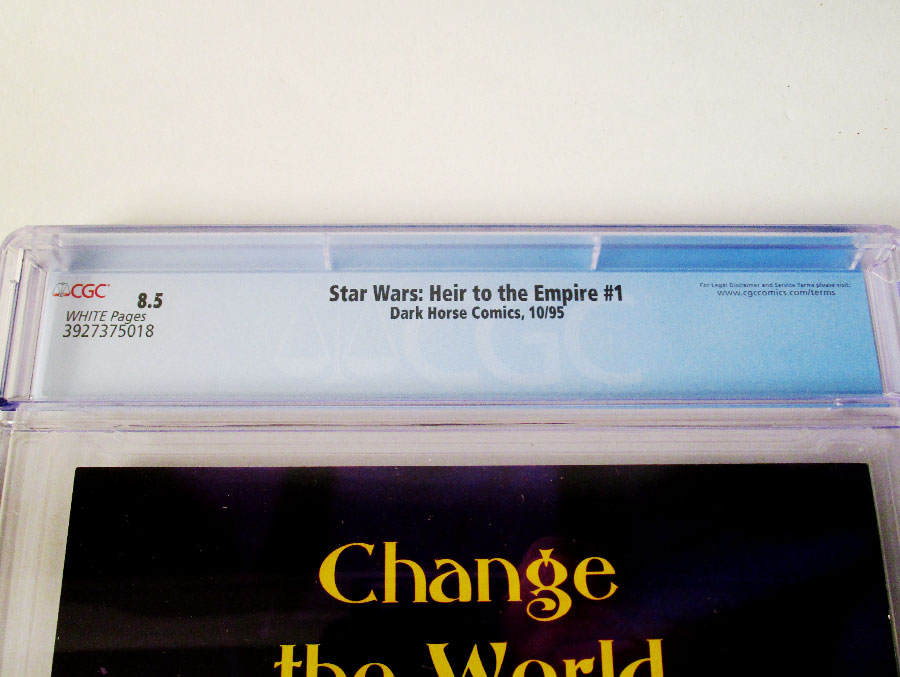 CGC
8.5
WHITE Pages
3927375018
Star Wars: Heir to the Empire #1
Dark Horse Comics, 10/95
For Legal Disclaimer and Service Terms please visit:
www.cgccomics.com/terms
CGC
Change
the World